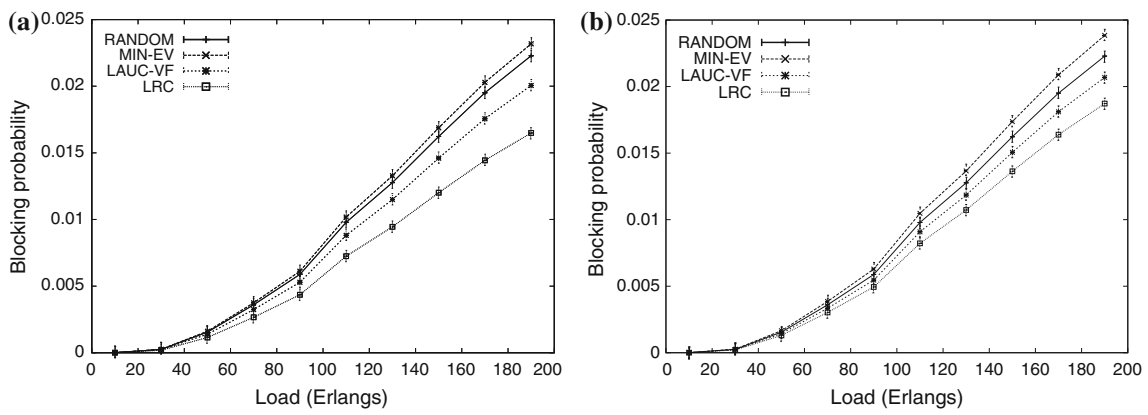 (a)
0.025
0.02
0.015
0.01
0.005
0
Blocking probability
RANDOM
MIN-EV
LAUC-VF
LRC
0 20 40 60 80 100 120 140 160 180 200
Load (Erlangs)
(b)
0.025
0.02
0.015
0.01
0.005
0
Blocking probability
RANDOM
MIN-EV
LAUC-VF
LRC
0 20 40 60 80 100 120 140 160 180 200
Load (Erlangs)